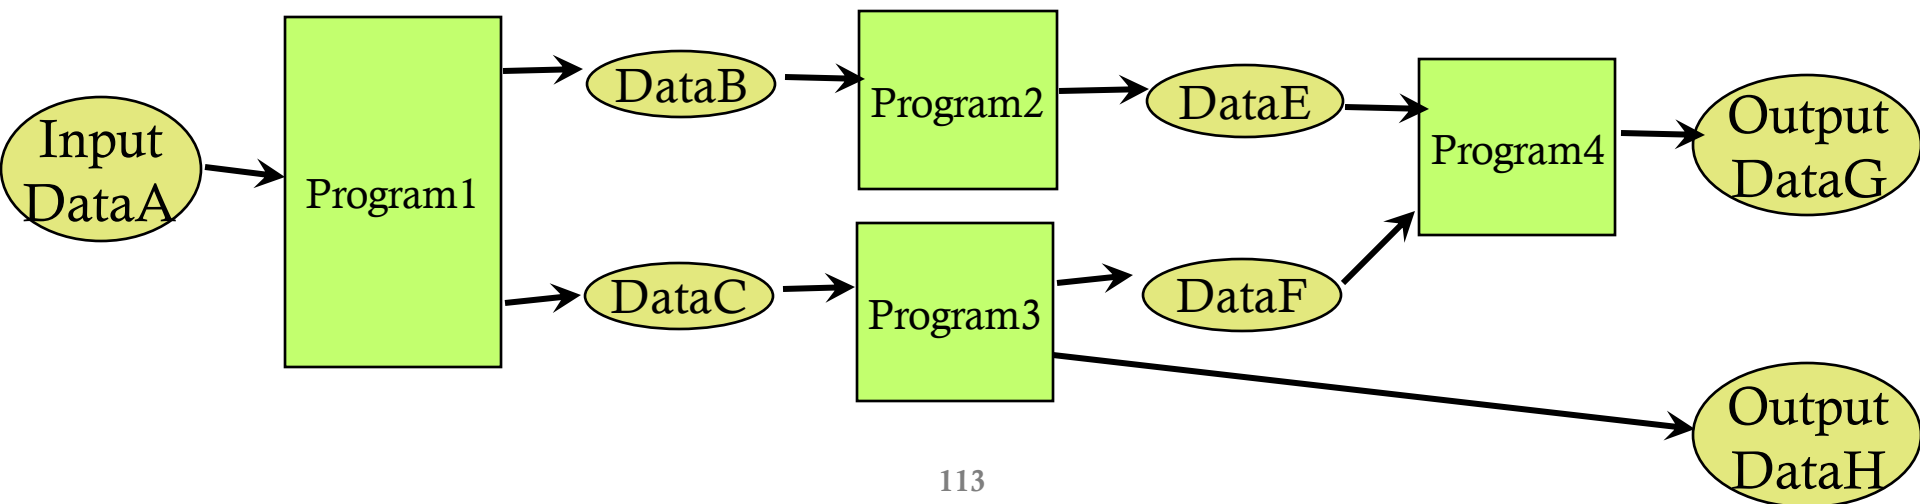 Input
DataA
Program1
DataB
DataC
Program2
Program3
DataE
DataF
Program4
Output
DataG
Output
DataH
113